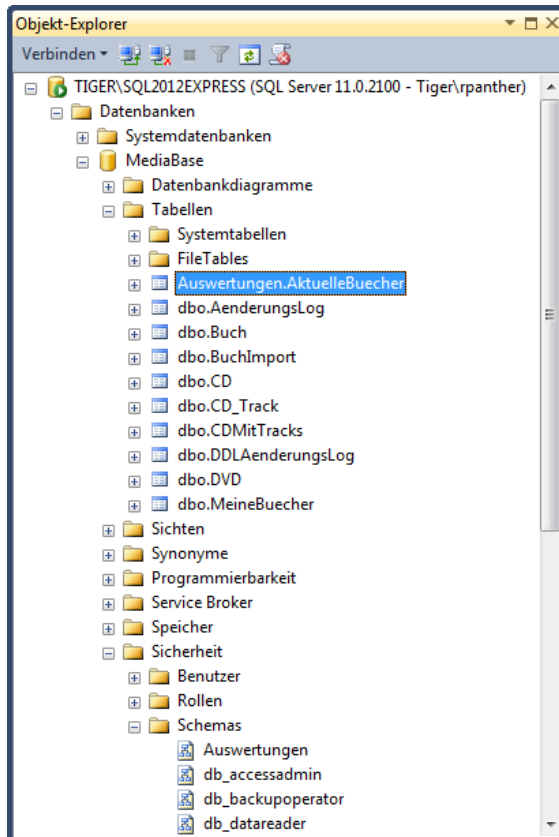 Objekt-Explorer
Verbinden
TIGER\SQL2012EXPRESS (SQL Server 11.0.2100 - Tiger\rpanther)
Datenbanken
Systemdatenbanken
MediaBase
Datenbankdiagramme
Tabellen
Systemtabellen
FileTables
Auswertungen.AktuelleBuecher
dbo.AenderungsLog
dbo.Buch
dbo.BuchImport
dbo.CD
dbo.CD_Track
dbo.CDMitTracks
dbo.DDLAenderungsLog
dbo.DVD
dbo.MeineBuecher
Sichten
Synonyme
Programmierbarkeit
Service Broker
Speicher
Sicherheit
Benutzer
Rollen
Schemas
Auswertungen
db_accessadmin
db_backupoperator
db_datareader